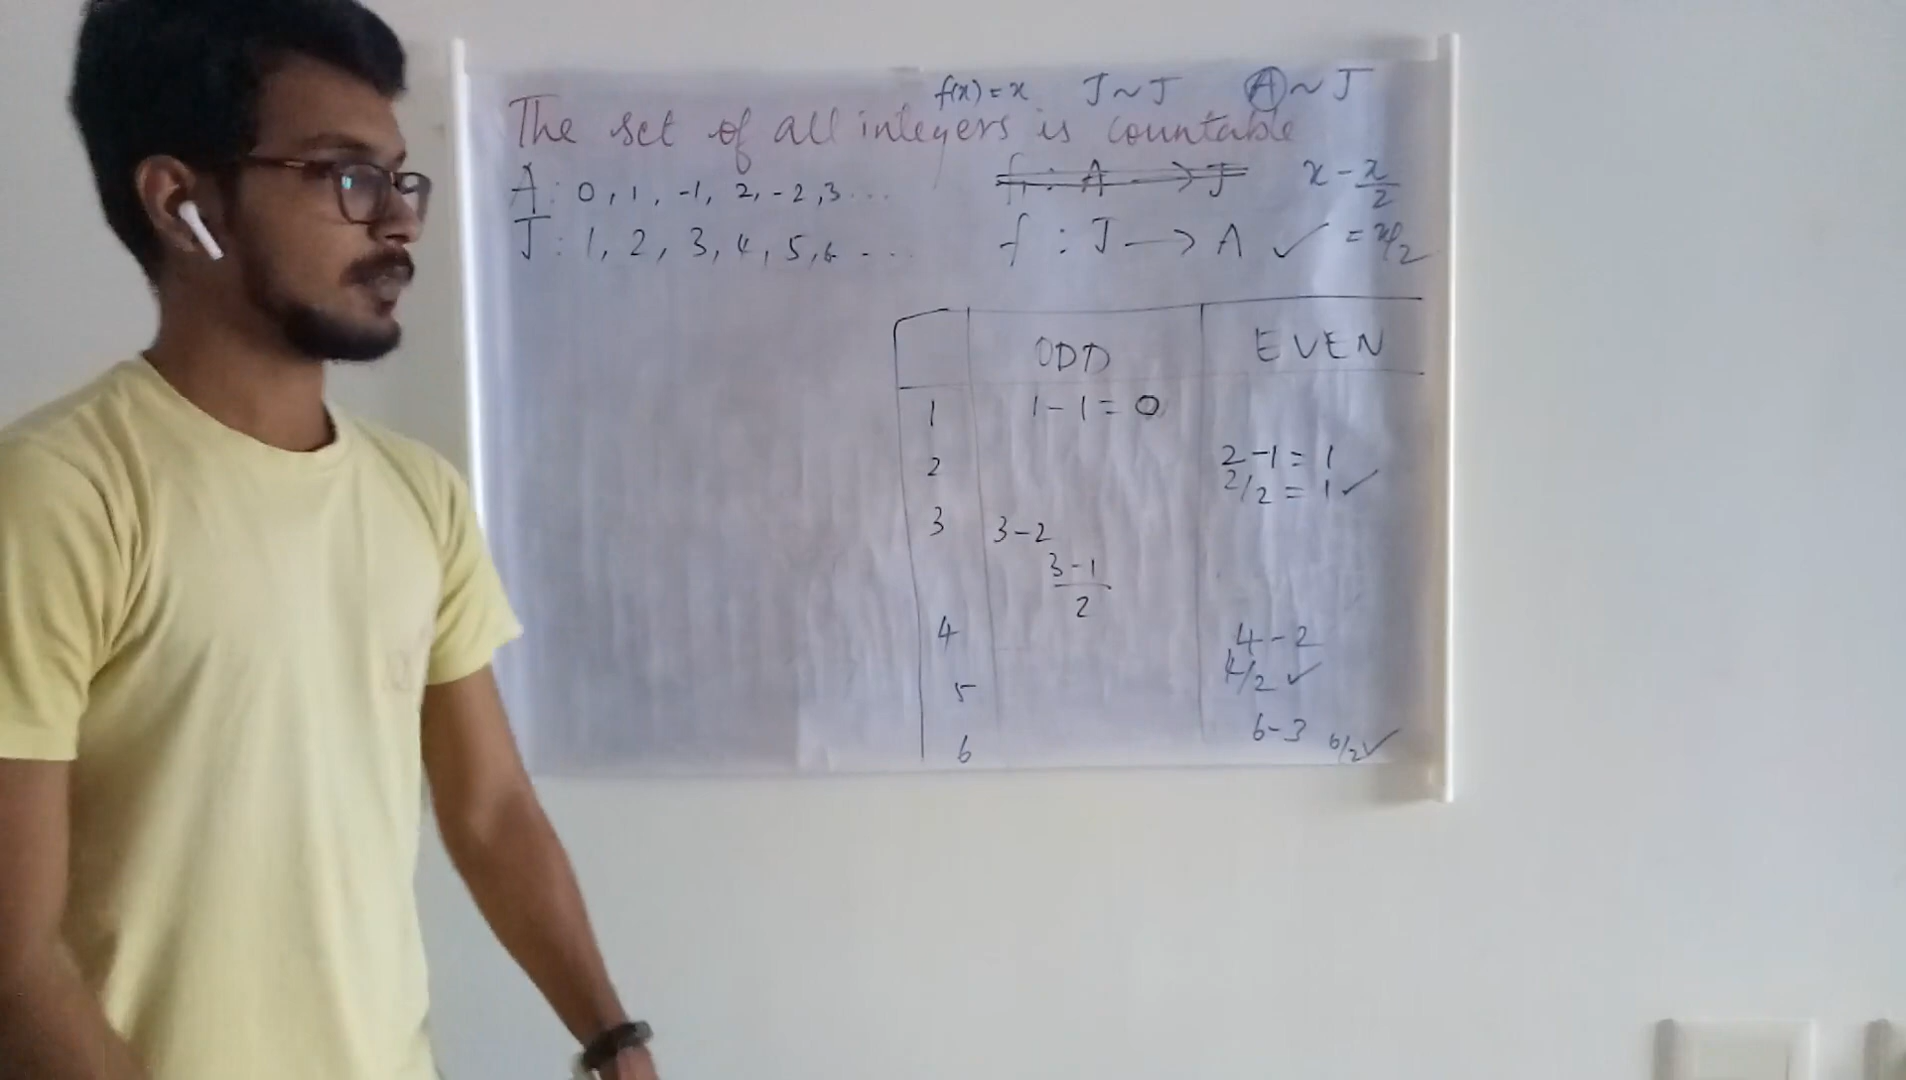 f(x) = x J ~ J A ~ J
The set of all integers is countable
A : 0, 1, -1, 2, -2, 3 ...
f : A → J x - x/2
J : 1, 2, 3, 4, 5, 6 ...
f : J → A ✓ = x/2
ODD EVEN
1 1 - 1 = 0
2 2 - 1 = 1
2/2 = 1 ✓
3 3 - 2
3 - 1
2
4 4 - 2
4/2 ✓
5
6 6 - 3 6/2 ✓